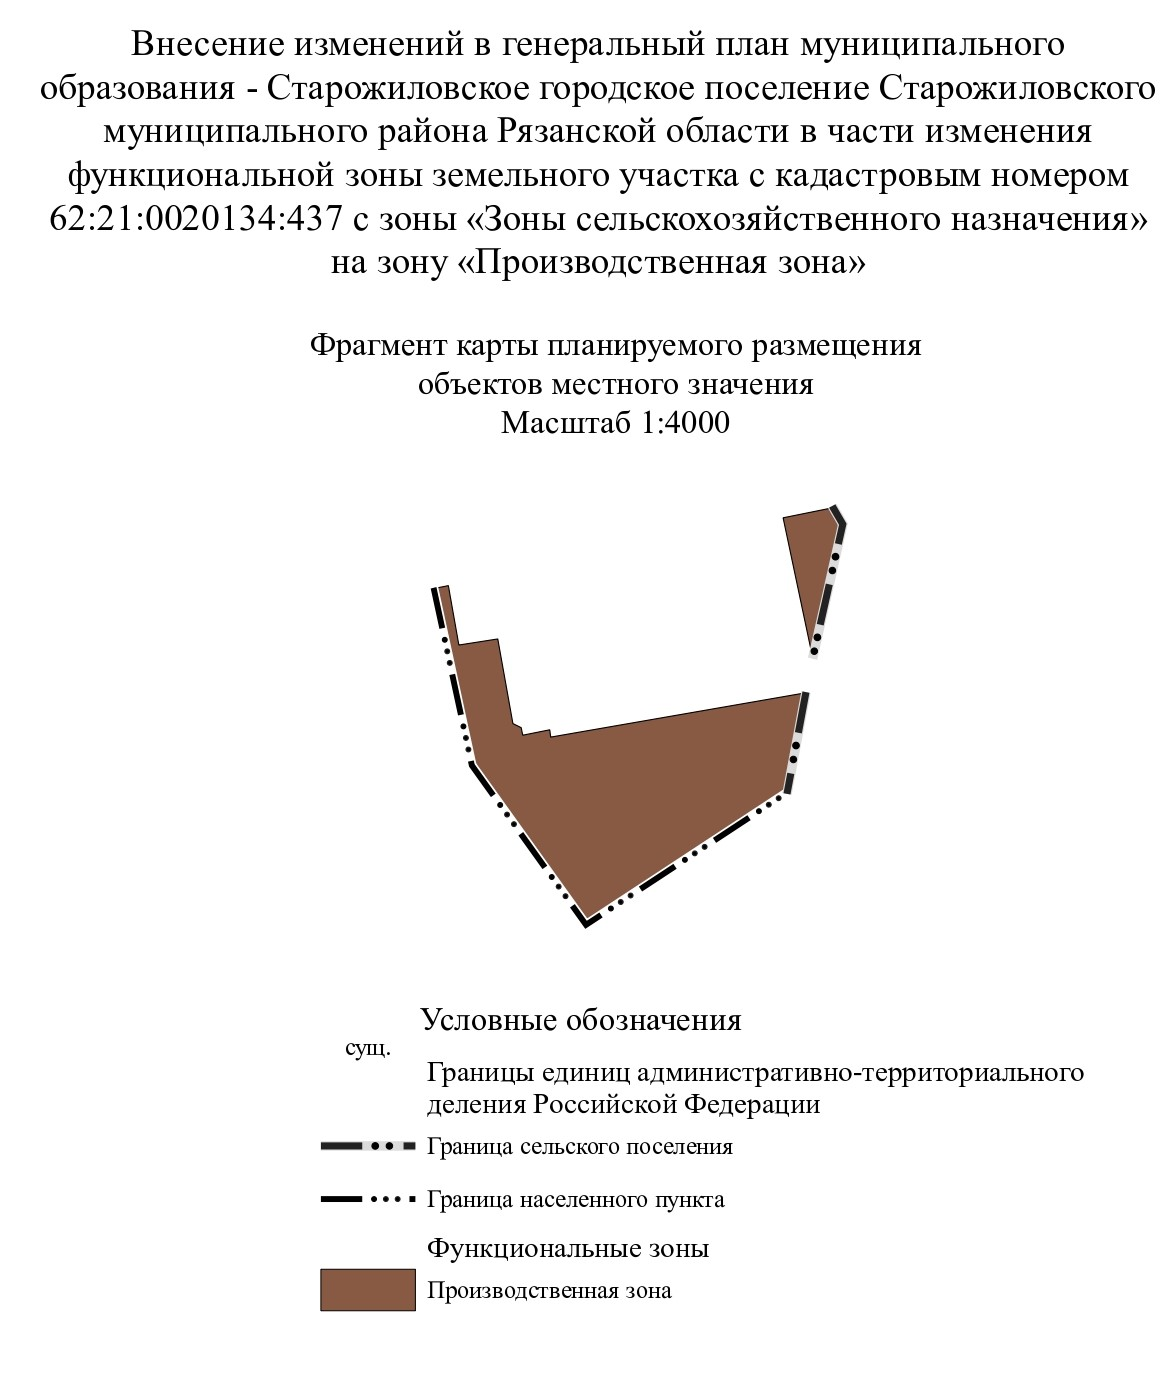 Внесение изменений в генеральный план муниципального
образования - Старожиловское городское поселение Старожиловского
муниципального района Рязанской области в части изменения
функциональной зоны земельного участка с кадастровым номером
62:21:0020134:437 с зоны «Зоны сельскохозяйственного назначения»
на зону «Производственная зона»
Фрагмент карты планируемого размещения
объектов местного значения
Масштаб 1:4000
Условные обозначения
сущ.
Границы единиц административно-территориального
деления Российской Федерации
Граница сельского поселения
Граница населенного пункта
Функциональные зоны
Производственная зона